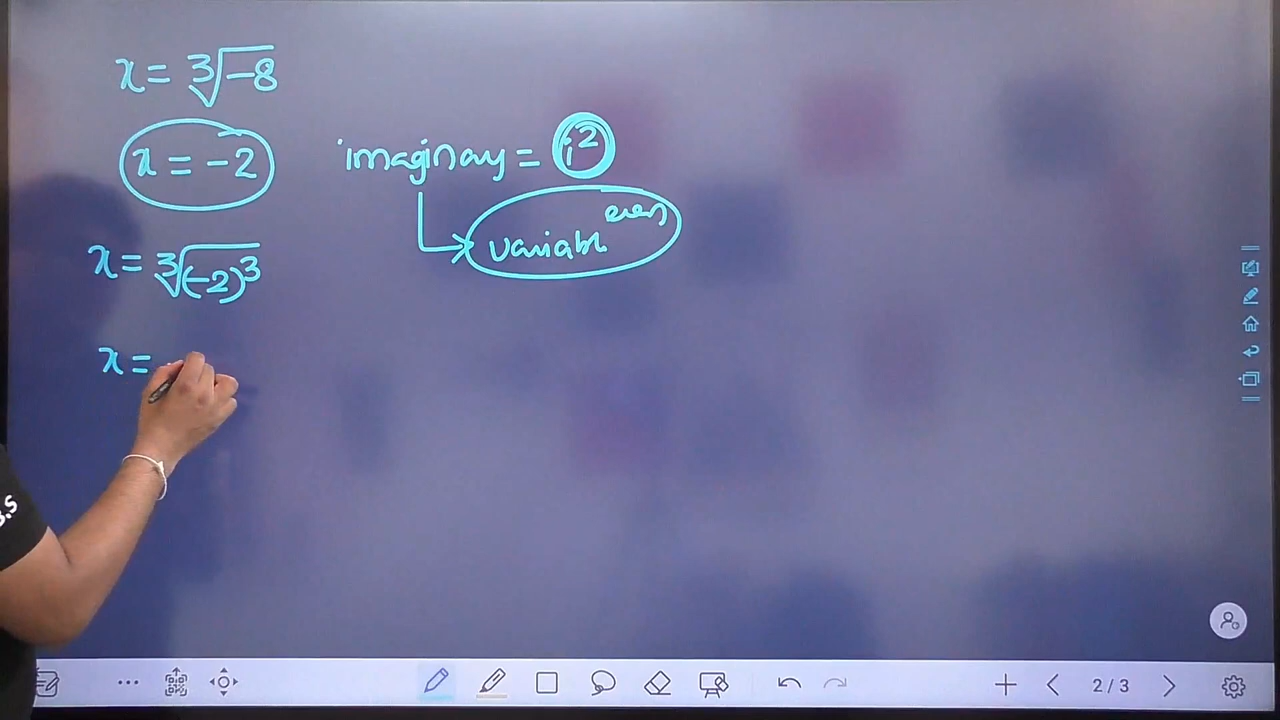 x = ∛-8
x = -2
imaginary = i²
variable^even
x = ∛(-2)³
x =
.S
2/3